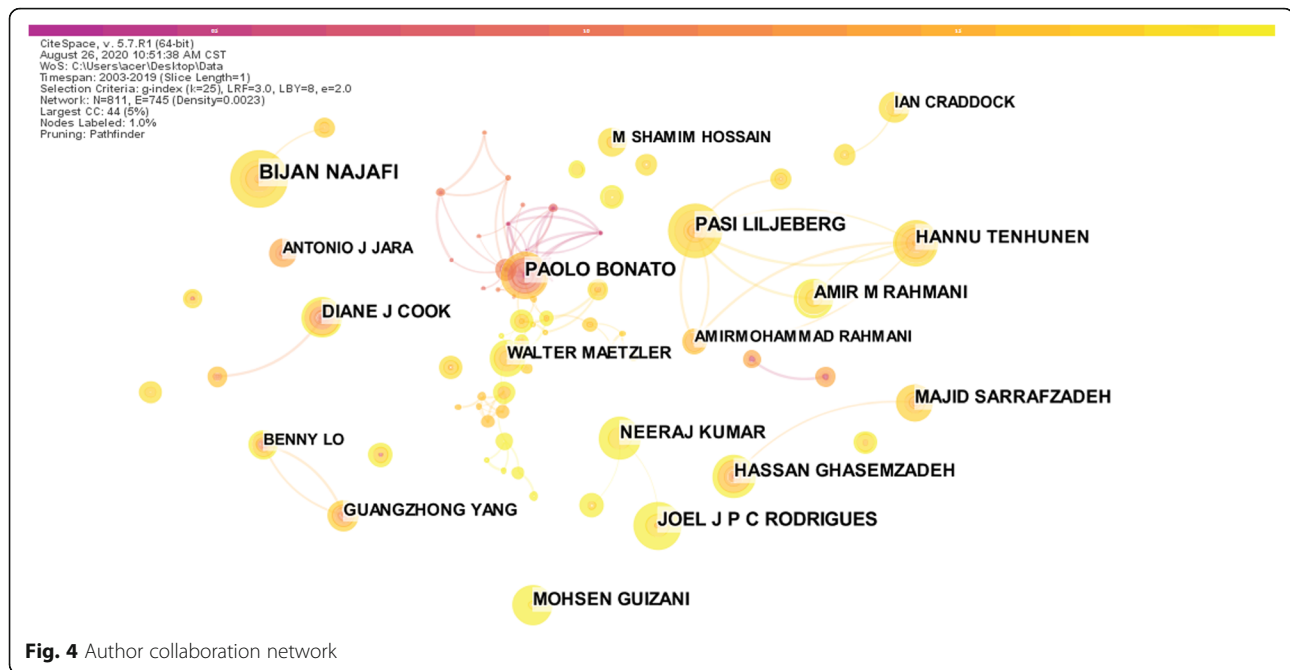 CiteSpace, v. 5.7.R1 (64-bit)
August 26, 2020 10:51:38 AM CST
WoS: C:\Users\acer\Desktop\Data
Timespan: 2003-2019 (Slice Length=1)
Selection Criteria: g-index (k=25), LRF=3.0, LBY=8, e=2.0
Network: N=811, E=745 (Density=0.0023)
Largest CC: 44 (5%)
Nodes Labeled: 1.0%
Pruning: Pathfinder
IAN CRADDOCK
M SHAMIM HOSSAIN
BIJAN NAJAFI
PASI LILJEBERG
HANNU TENHUNEN
ANTONIO J JARA
PAOLO BONATO
AMIR M RAHMANI
DIANE J COOK
AMIRMOHAMMAD RAHMANI
WALTER MAETZLER
MAJID SARRAFZADEH
NEERAJ KUMAR
BENNY LO
HASSAN GHASEMZADEH
GUANGZHONG YANG
JOEL J P C RODRIGUES
MOHSEN GUIZANI
Fig. 4 Author collaboration network